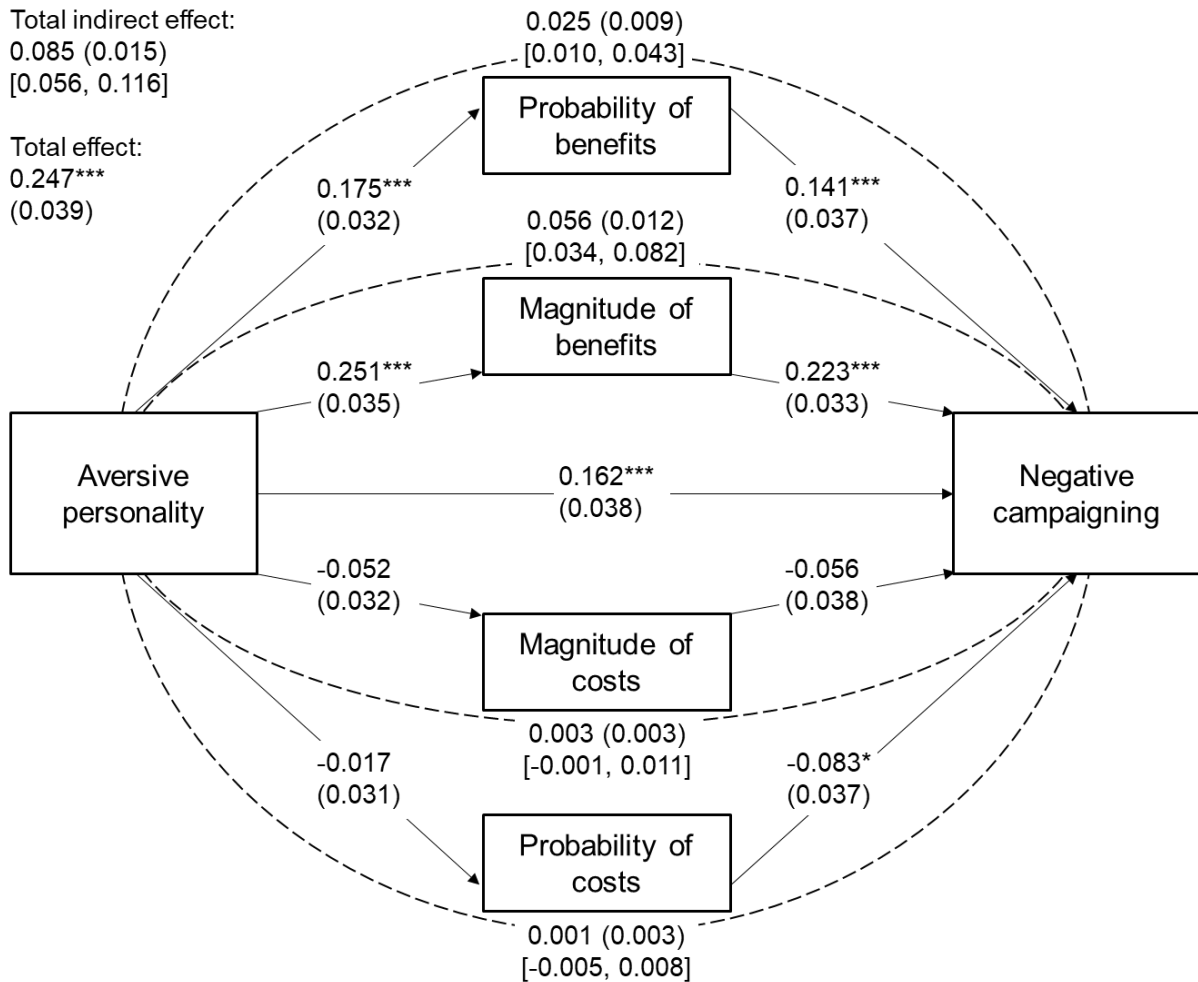 Total indirect effect:
0.085 (0.015)
[0.056, 0.116]
Total effect:
0.247***
(0.039)
0.025 (0.009)
[0.010, 0.043]
Probability of
benefits
0.175***
(0.032)
0.141***
(0.037)
0.056 (0.012)
[0.034, 0.082]
Magnitude of
benefits
0.251***
(0.035)
0.223***
(0.033)
Aversive
personality
0.162***
(0.038)
Negative
campaigning
-0.052
(0.032)
-0.056
(0.038)
Magnitude of
costs
0.003 (0.003)
[-0.001, 0.011]
-0.017
(0.031)
-0.083*
(0.037)
Probability of
costs
0.001 (0.003)
[-0.005, 0.008]